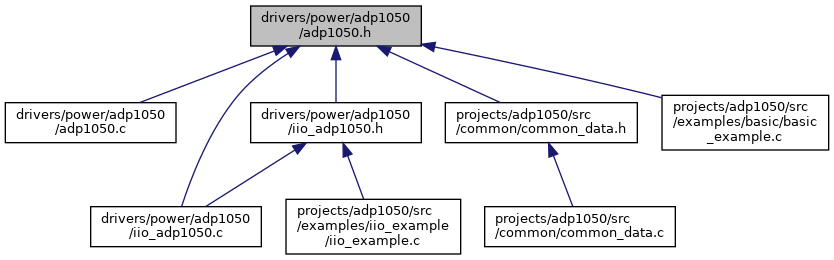 drivers/power/adp1050
/adp1050.h
drivers/power/adp1050
/adp1050.c
drivers/power/adp1050
/iio_adp1050.h
projects/adp1050/src
/common/common_data.h
projects/adp1050/src
/examples/basic/basic
_example.c
drivers/power/adp1050
/iio_adp1050.c
projects/adp1050/src
/examples/iio_example
/iio_example.c
projects/adp1050/src
/common/common_data.c